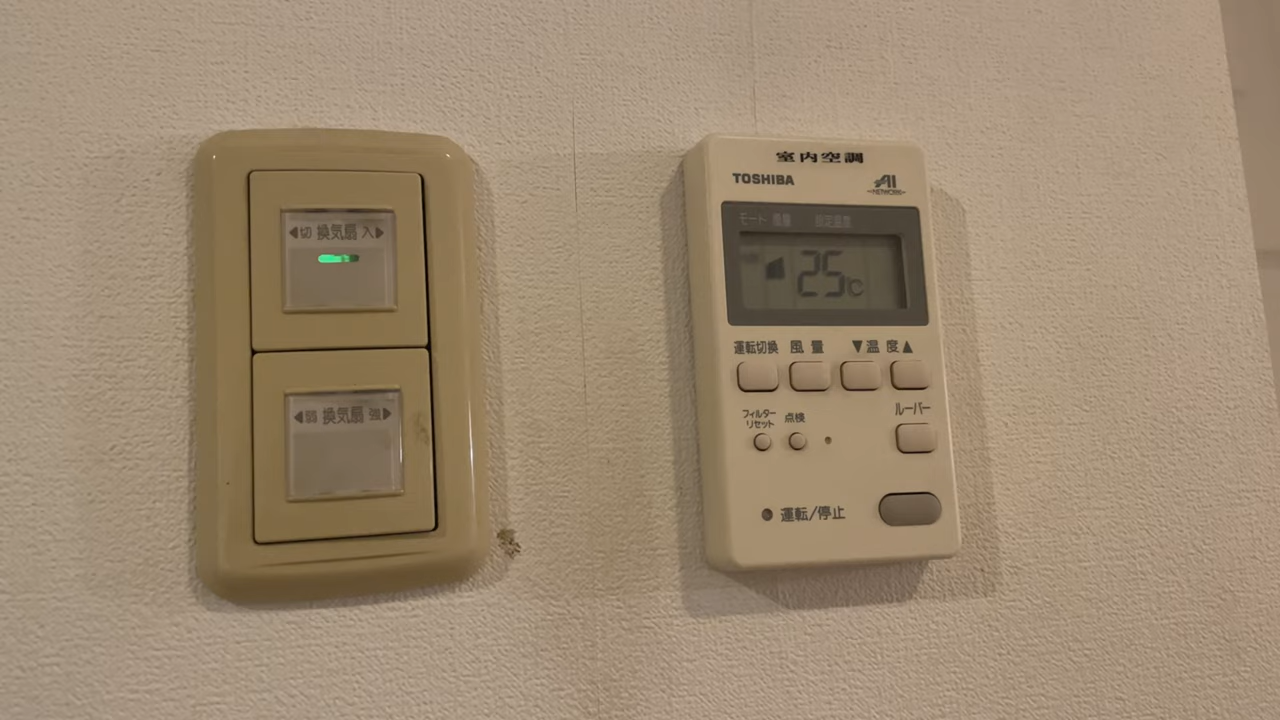 ◀切 換気扇 入▶
◀弱 換気扇 強▶
室内空調
TOSHIBA
AI
NETWORK
モード 風量 設定温度
25℃
運転切換 風量 ▼温度▲
フィルター
リセット
点検
ルーバー
運転/停止